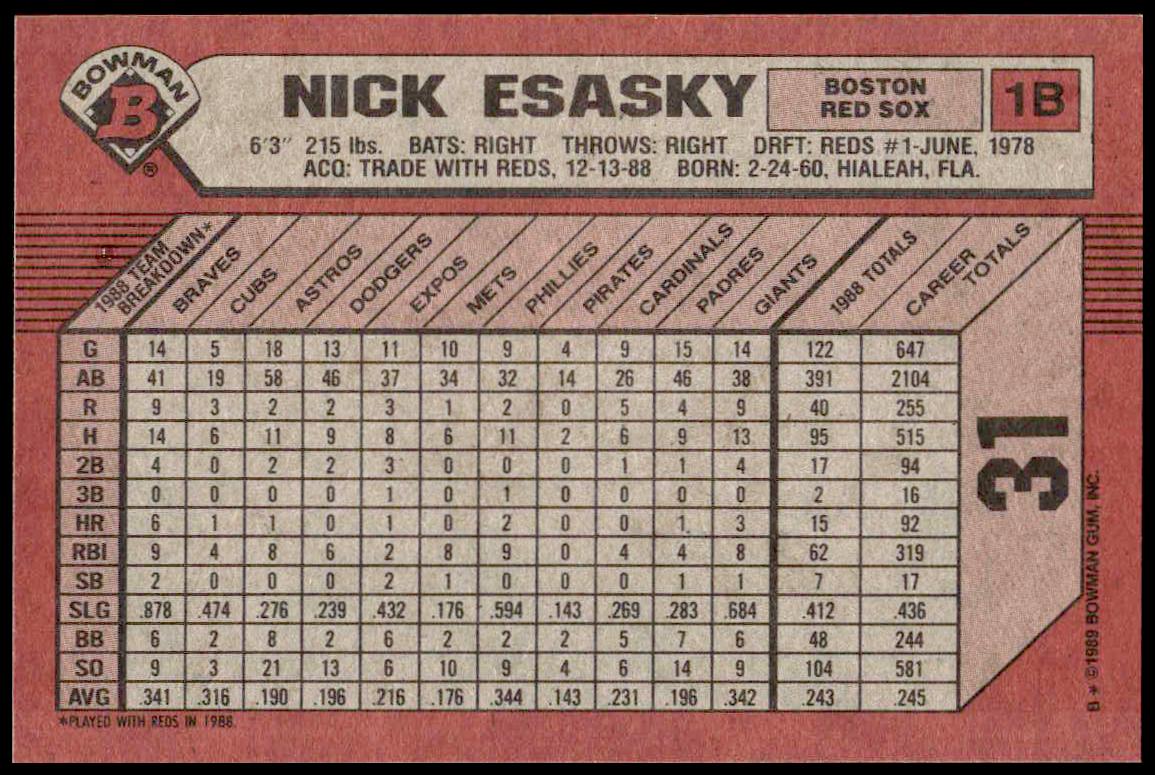 BOWMAN
B
®
NICK ESASKY
BOSTON
RED SOX
1B
6'3" 215 lbs. BATS: RIGHT THROWS: RIGHT DRFT: REDS #1-JUNE, 1978
ACQ: TRADE WITH REDS, 12-13-88 BORN: 2-24-60, HIALEAH, FLA.
1988 TEAM BREAKDOWN* BRAVES CUBS ASTROS DODGERS EXPOS METS PHILLIES PIRATES CARDINALS PADRES GIANTS 1988 TOTALS CAREER TOTALS
G 14 5 18 13 11 10 9 4 9 15 14 122 647
AB 41 19 58 46 37 34 32 14 26 46 38 391 2104
R 9 3 2 2 3 1 2 0 5 4 9 40 255
H 14 6 11 9 8 6 11 2 6 9 13 95 515
2B 4 0 2 2 3 0 0 0 1 1 4 17 94
3B 0 0 0 0 1 0 1 0 0 0 0 2 16
HR 6 1 1 0 1 0 2 0 0 1 3 15 92
RBI 9 4 8 6 2 8 9 0 4 4 8 62 319
SB 2 0 0 0 2 1 0 0 0 1 1 7 17
SLG .878 .474 .276 .239 .432 .176 .594 .143 .269 .283 .684 .412 .436
BB 6 2 8 2 6 2 2 2 5 7 6 48 244
SO 9 3 21 13 6 10 9 4 6 14 9 104 581
AVG .341 .316 .190 .196 .216 .176 .344 .143 .231 .196 .342 .243 .245
*PLAYED WITH REDS IN 1988.
31
B * ©1989 BOWMAN GUM, INC.